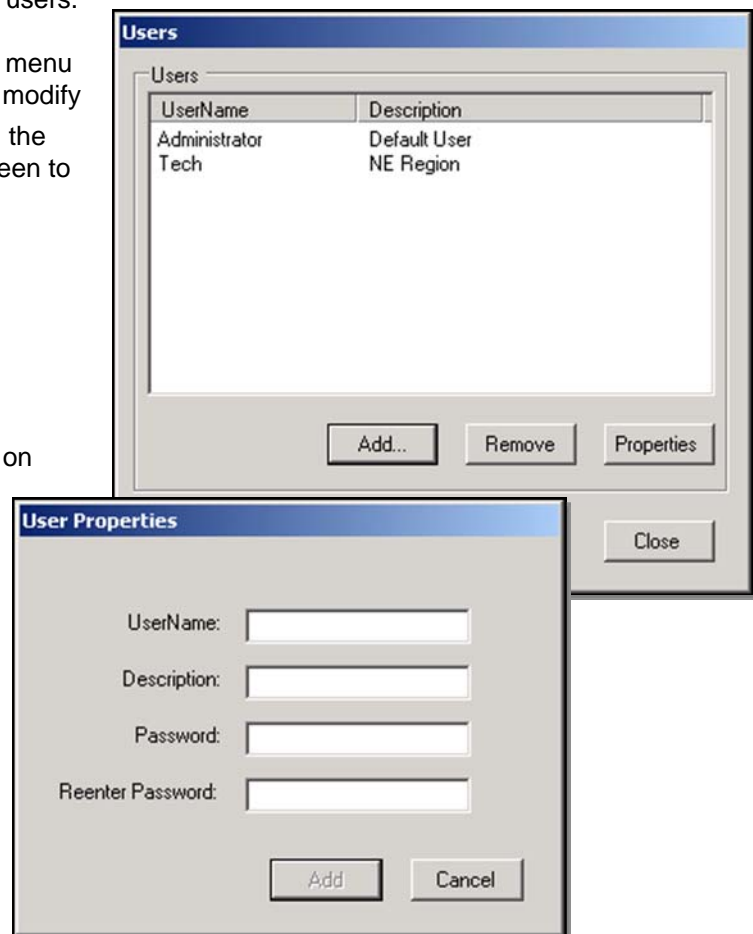 users.
menu
modify
the
een to
on
Users
Users
UserName Description
Administrator Default User
Tech NE Region
Add... Remove Properties
Close
User Properties
UserName:
Description:
Password:
Reenter Password:
Add Cancel